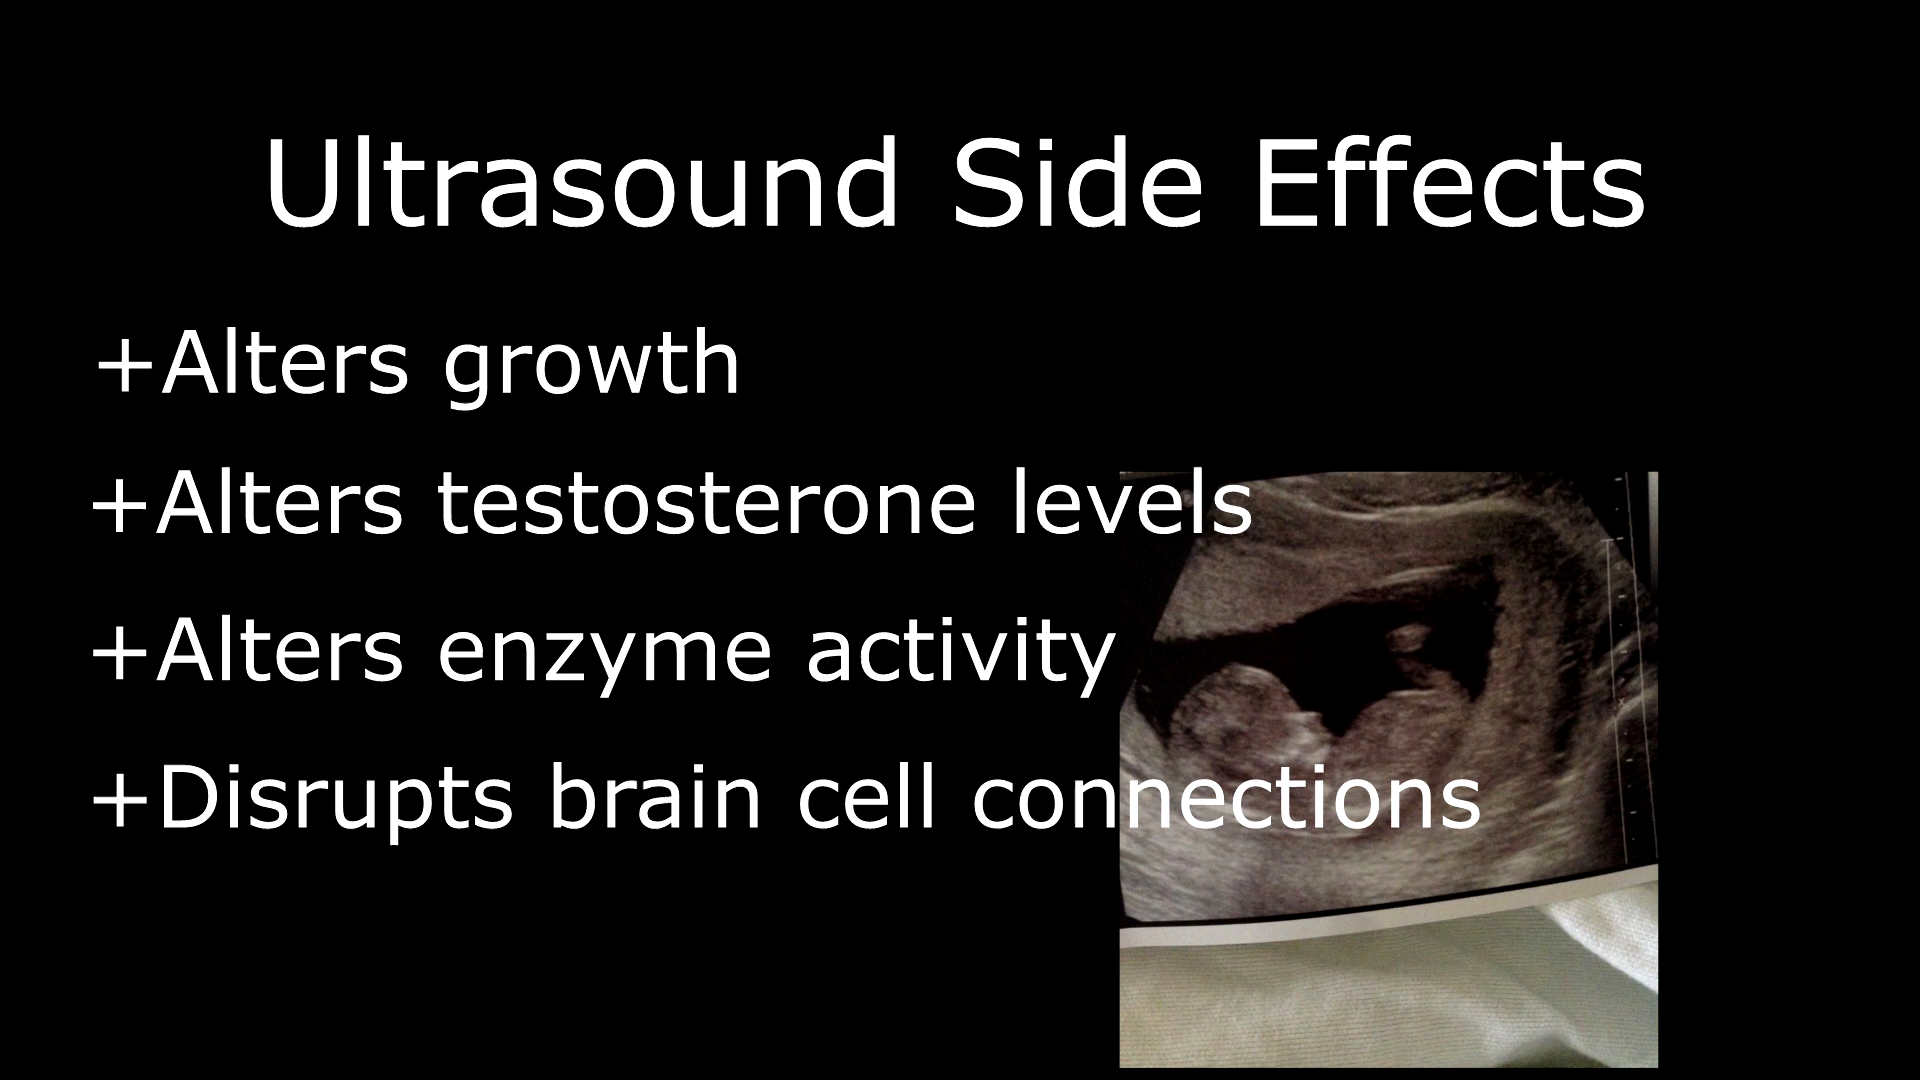 Ultrasound Side Effects
+Alters growth
+Alters testosterone levels
+Alters enzyme activity
+Disrupts brain cell connections